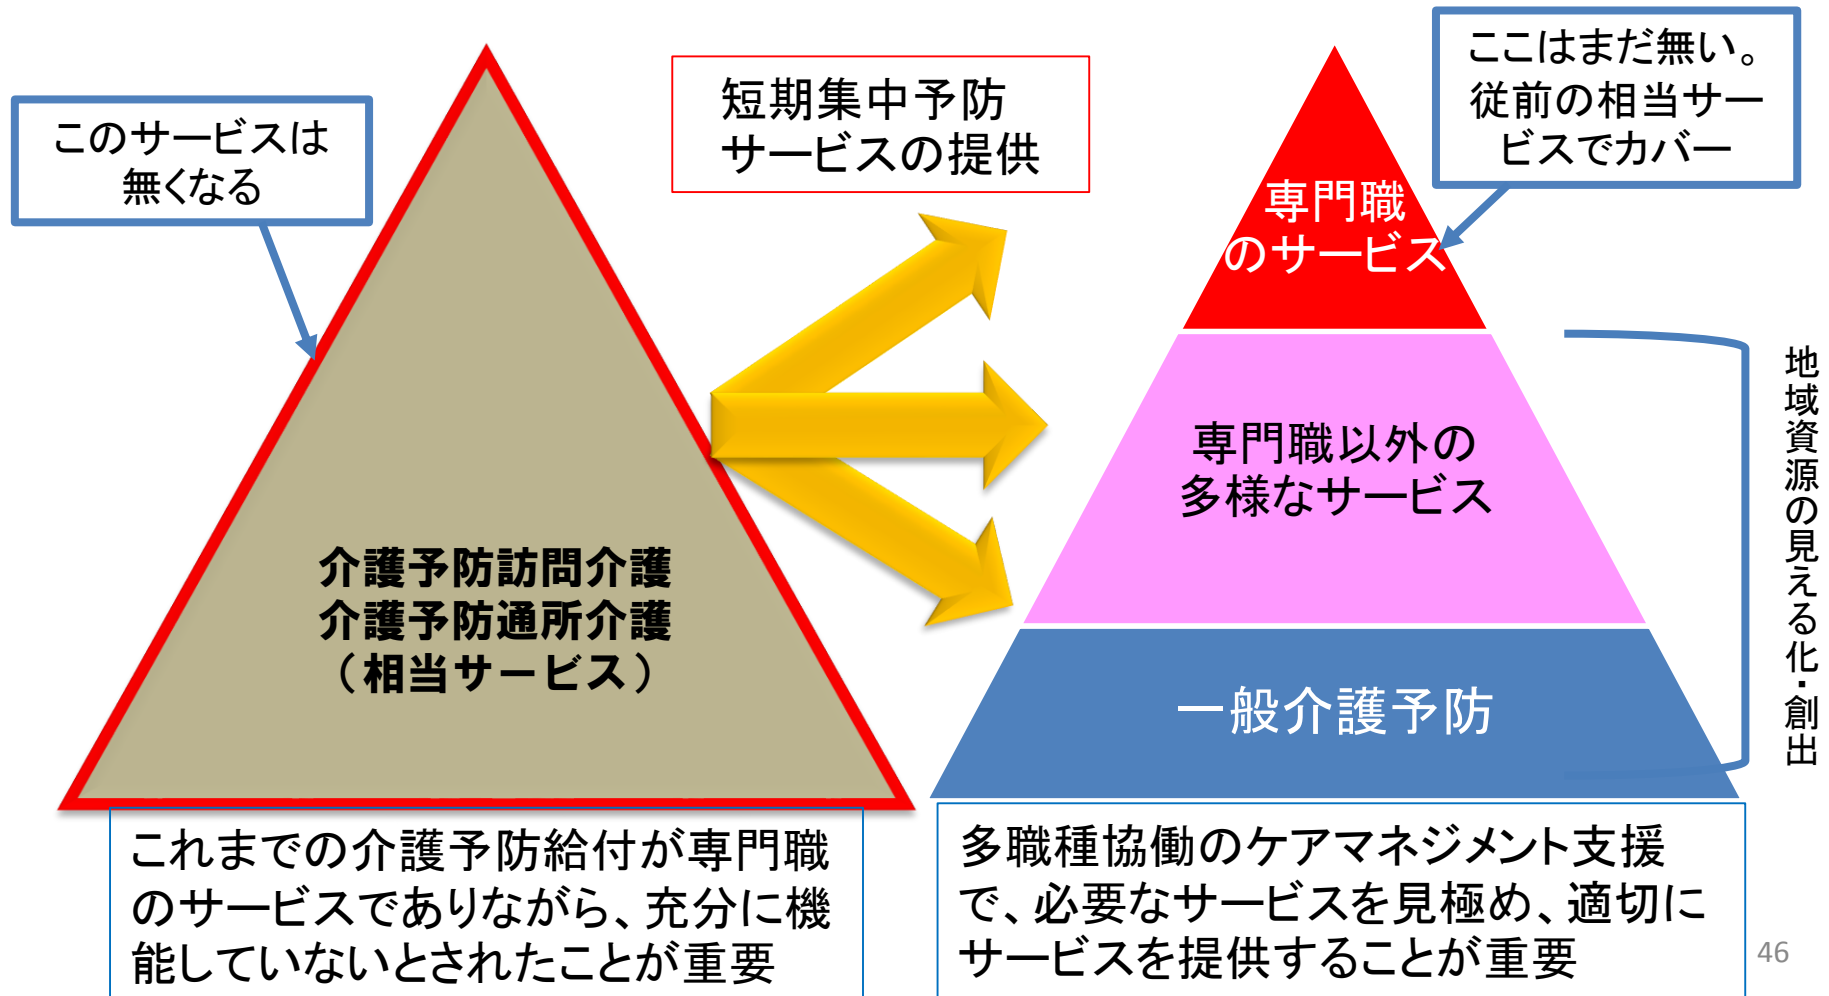 このサービスは
無くなる
短期集中予防
サービスの提供
ここはまだ無い。
従前の相当サー
ビスでカバー
専門職
のサービス
専門職以外の
多様なサービス
一般介護予防
地域資源の見える化・創出
介護予防訪問介護
介護予防通所介護
（相当サービス）
これまでの介護予防給付が専門職
のサービスでありながら、充分に機
能していないとされたことが重要
多職種協働のケアマネジメント支援
で、必要なサービスを見極め、適切に
サービスを提供することが重要
46